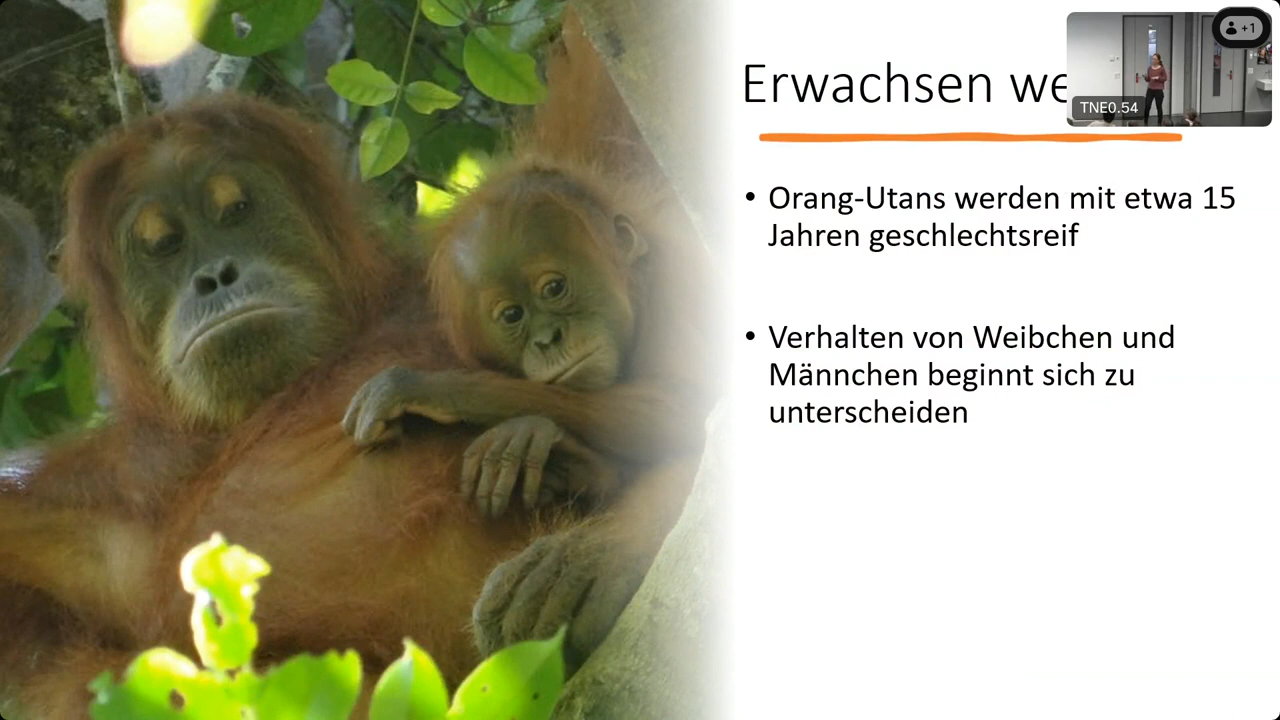 Erwachsen we
+1
TNE0.54
• Orang-Utans werden mit etwa 15
Jahren geschlechtsreif
• Verhalten von Weibchen und
Männchen beginnt sich zu
unterscheiden